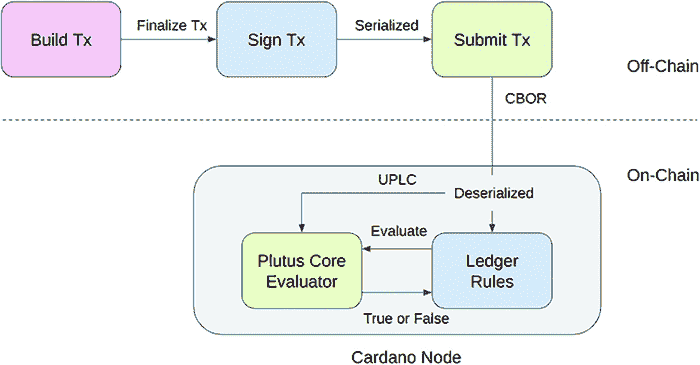 Build Tx
Finalize Tx
Sign Tx
Serialized
Submit Tx
Off-Chain
CBOR
On-Chain
UPLC
Deserialized
Evaluate
Plutus Core
Evaluator
Ledger
Rules
True or False
Cardano Node